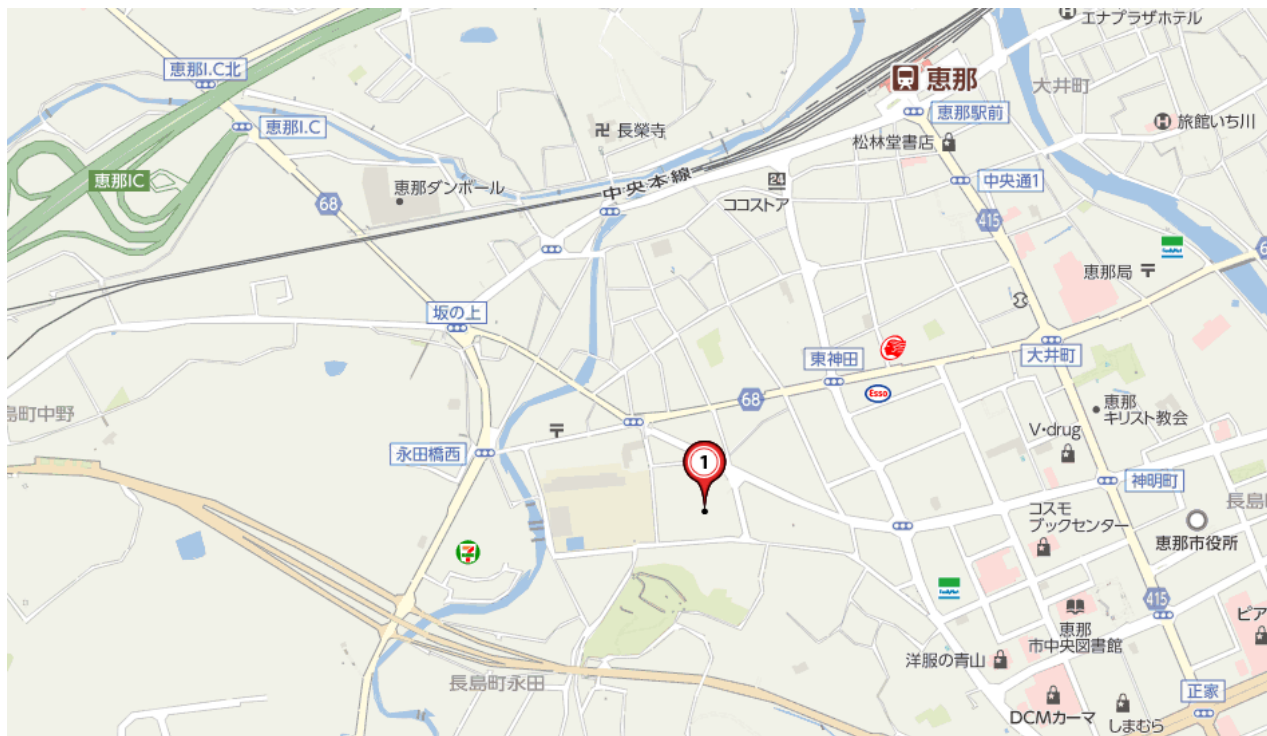 エナプラザホテル
恵那I.C北
恵那
大井町
恵那駅前
恵那I.C
長榮寺
旅館いち川
松林堂書店
恵那IC
恵那ダンボール
中央本線
24
中央通1
68
ココストア
415
6
FamilyMart
恵那局
坂の上
東神田
大井町
Esso
68
島町中野
恵那
キリスト教会
V・drug
永田橋西
1
神明町
長島
コスモ
ブックセンター
恵那市役所
7
FamilyMart
415
恵那
市中央図書館
ピア
洋服の青山
長島町永田
正家
DCMカーマ
しまむら